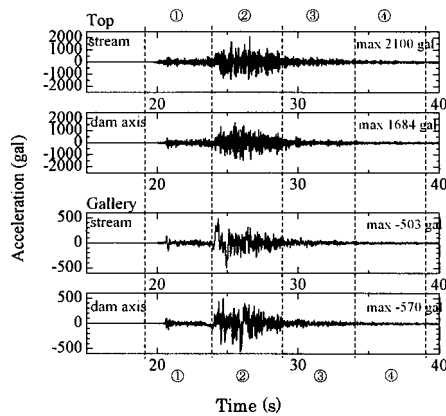 ① ② ③ ④
Top
2000
1000
0
-1000
-2000
stream
max 2100 gal
20 30 40
2000
1000
0
-1000
-2000
dam axis
max 1684 gal
20 30 40
Gallery
500
0
-500
stream
max -503 gal
20 30 40
500
0
-500
dam axis
max -570 gal
20 30 40
① ② ③ ④
Acceleration (gal)
Time (s)